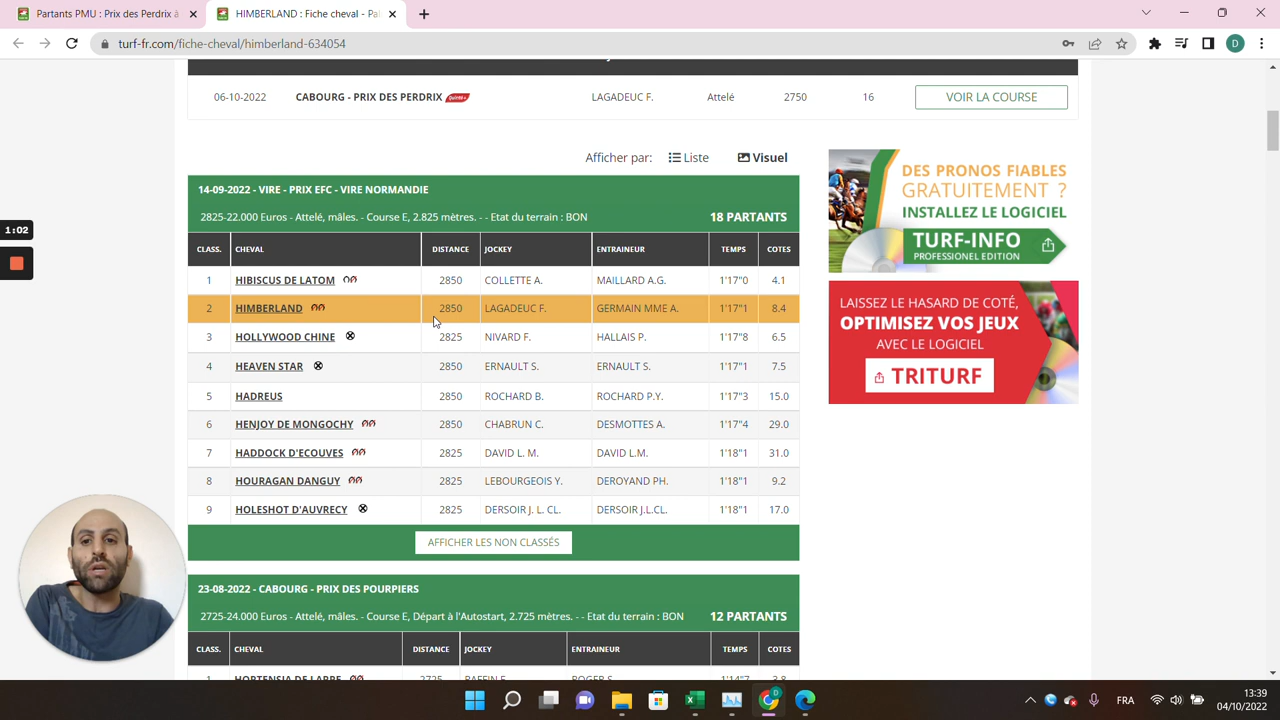 Partants PMU : Prix des Perdrix à
HIMBERLAND : Fiche cheval - Pa
turf-fr.com/fiche-cheval/himberland-634054
D
06-10-2022 CABOURG - PRIX DES PERDRIX Quinté+ LAGADEUC F. Attelé 2750 16 VOIR LA COURSE
Afficher par: Liste Visuel
14-09-2022 - VIRE - PRIX EFC - VIRE NORMANDIE
2825-22.000 Euros - Attelé, mâles. - Course E, 2.825 mètres. - - Etat du terrain : BON 18 PARTANTS
CLASS. CHEVAL DISTANCE JOCKEY ENTRAINEUR TEMPS COTES
1 HIBISCUS DE LATOM 2850 COLLETTE A. MAILLARD A.G. 1'17"0 4.1
2 HIMBERLAND 2850 LAGADEUC F. GERMAIN MME A. 1'17"1 8.4
3 HOLLYWOOD CHINE 2825 NIVARD F. HALLAIS P. 1'17"8 6.5
4 HEAVEN STAR 2850 ERNAULT S. ERNAULT S. 1'17"1 7.5
5 HADREUS 2850 ROCHARD B. ROCHARD P.Y. 1'17"3 15.0
6 HENJOY DE MONGOCHY 2850 CHABRUN C. DESMOTTES A. 1'17"4 29.0
7 HADDOCK D'ECOUVES 2825 DAVID L. M. DAVID L.M. 1'18"1 31.0
8 HOURAGAN DANGUY 2825 LEBOURGEOIS Y. DEROYAND PH. 1'18"1 9.2
9 HOLESHOT D'AUVRECY 2825 DERSOIR J. L. CL. DERSOIR J.L.CL. 1'18"1 17.0
AFFICHER LES NON CLASSÉS
23-08-2022 - CABOURG - PRIX DES POURPIERS
2725-24.000 Euros - Attelé, mâles. - Course E, Départ à l'Autostart, 2.725 mètres. - - Etat du terrain : BON 12 PARTANTS
CLASS. CHEVAL DISTANCE JOCKEY ENTRAINEUR TEMPS COTES
DES PRONOS FIABLES
GRATUITEMENT ?
INSTALLEZ LE LOGICIEL
TURF-INFO
PROFESSIONEL EDITION
LAISSEZ LE HASARD DE COTÉ,
OPTIMISEZ VOS JEUX
AVEC LE LOGICIEL
TRITURF
1:02
D
FRA
13:39
04/10/2022